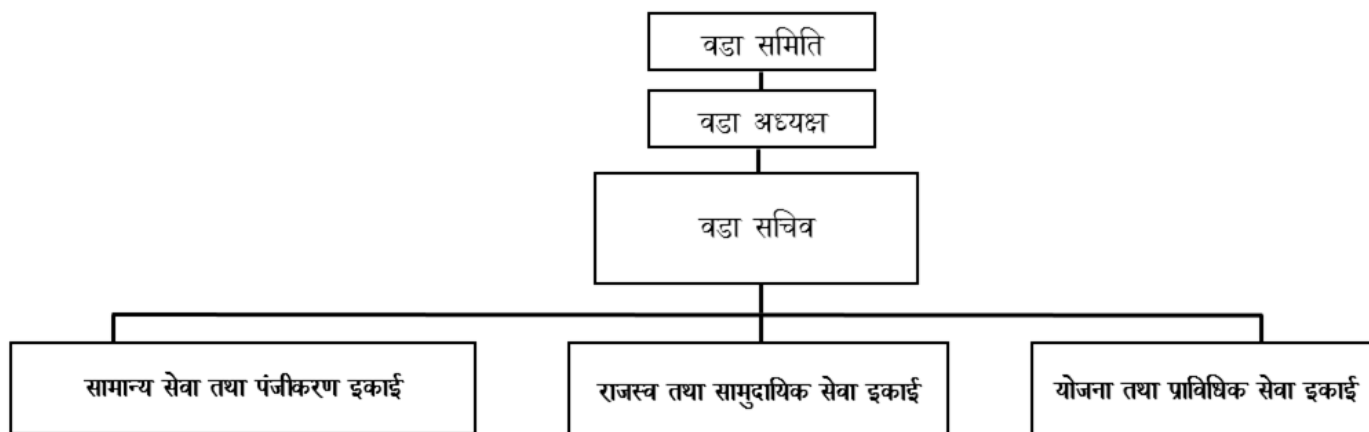 वडा समिति
वडा अध्यक्ष
वडा सचिव
सामान्य सेवा तथा पंजीकरण इकाई
राजस्व तथा सामुदायिक सेवा इकाई
योजना तथा प्राविधिक सेवा इकाई